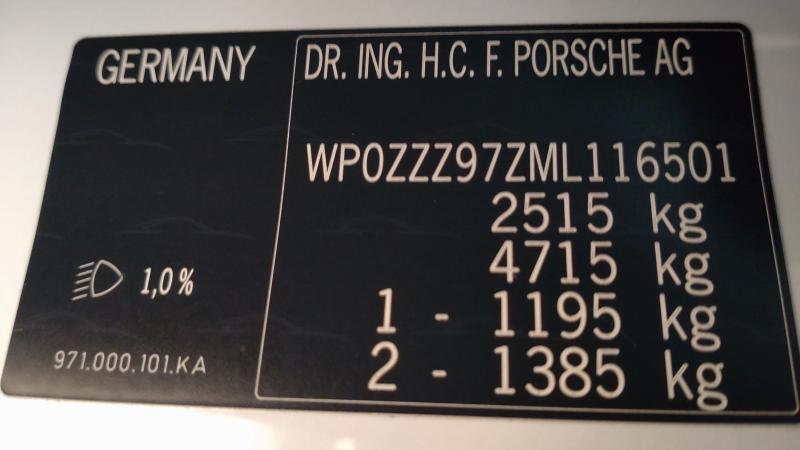 GERMANY
DR. ING. H.C. F. PORSCHE AG
WP0ZZZ97ZML116501
2515 kg
4715 kg
1 - 1195 kg
2 - 1385 kg
1,0%
971.000.101.KA